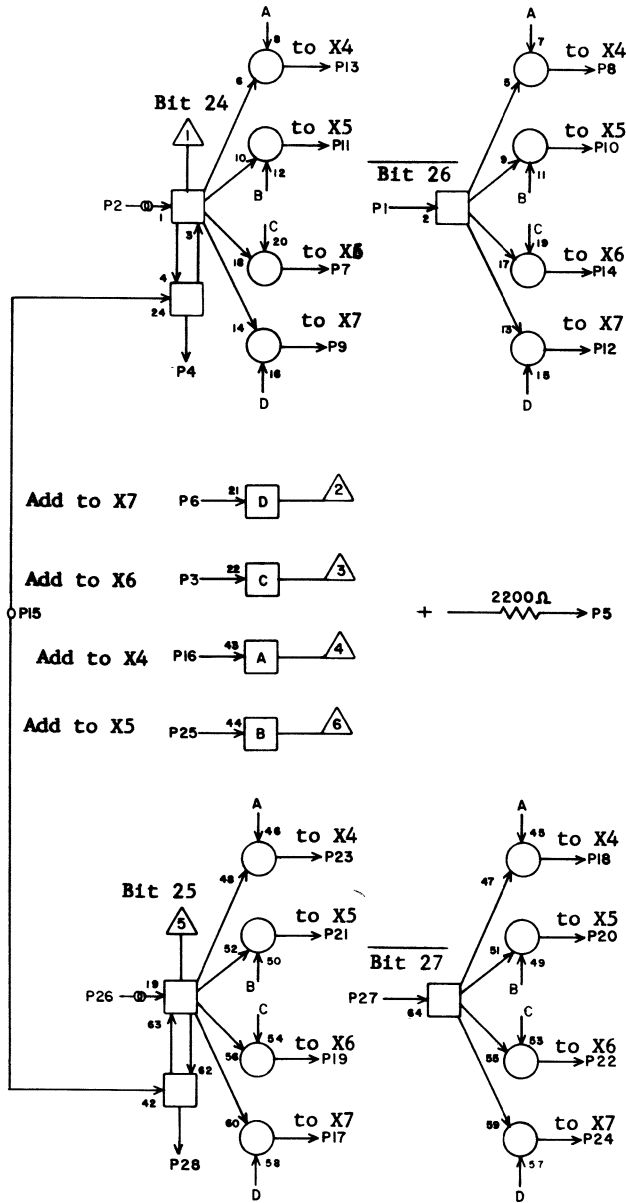 A A
8 to X4 7 to X4
6 P13 5 P8
Bit 24
1 to X5 to X5
10 P11 9 P10
12 11
B B
Bit 26
P2 1 P1 2
3 C C
20 to X6 19 to X6
4 18 P7 17 P14
24 to X7 to X7
14 P9 13 P12
P4 16 15
D D
Add to X7 P6 21 D 2
Add to X6 P3 22 C 3
P15 + 2200Ω P5
Add to X4 P16 43 A 4
Add to X5 P25 44 B 6
A A
46 to X4 45 to X4
48 P23 47 P18
Bit 25
5 to X5 to X5
52 P21 51 P20
50 49
B B
Bit 27
P26 19 P27 64
63 C C
54 to X6 53 to X6
62 56 P19 55 P22
42 to X7 to X7
60 P17 59 P24
P28 58 57
D D